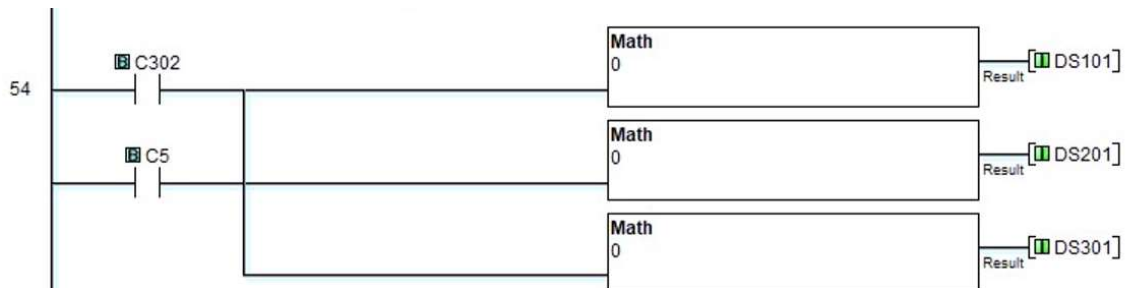 Math
B C302
0
[DS101]
Result
54
Math
B C5
0
[DS201]
Result
Math
0
[DS301]
Result